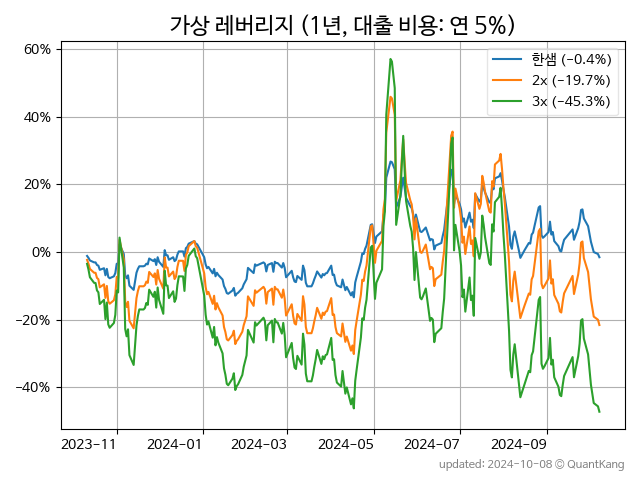 가상 레버리지 (1년, 대출 비용: 연 5%)
60%
40%
20%
0%
−20%
−40%
한샘 (−0.4%)
2x (−19.7%)
3x (−45.3%)
2023-11
2024-01
2024-03
2024-05
2024-07
2024-09
updated: 2024-10-08 © QuantKang